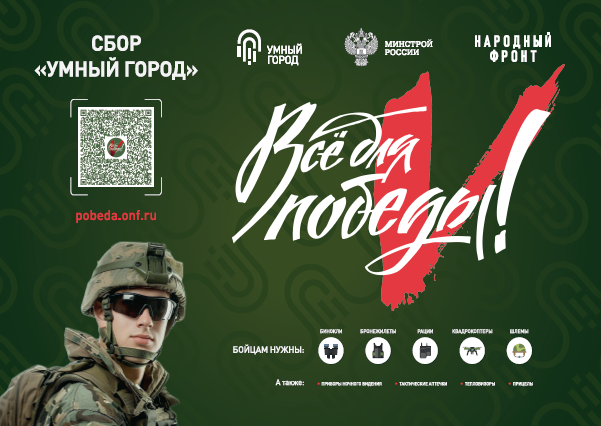 СБОР
«УМНЫЙ ГОРОД»
pobeda.onf.ru
УМНЫЙ
ГОРОД
МИНСТРОЙ
РОССИИ
НАРОДНЫЙ
ФРОНТ
Всё для
победы!
БОЙЦАМ НУЖНЫ:
БИНОКЛИ БРОНЕЖИЛЕТЫ РАЦИИ КВАДРОКОПТЕРЫ ШЛЕМЫ
А также: • ПРИБОРЫ НОЧНОГО ВИДЕНИЯ • ТАКТИЧЕСКИЕ АПТЕЧКИ • ТЕПЛОВИЗОРЫ • ПРИЦЕЛЫ